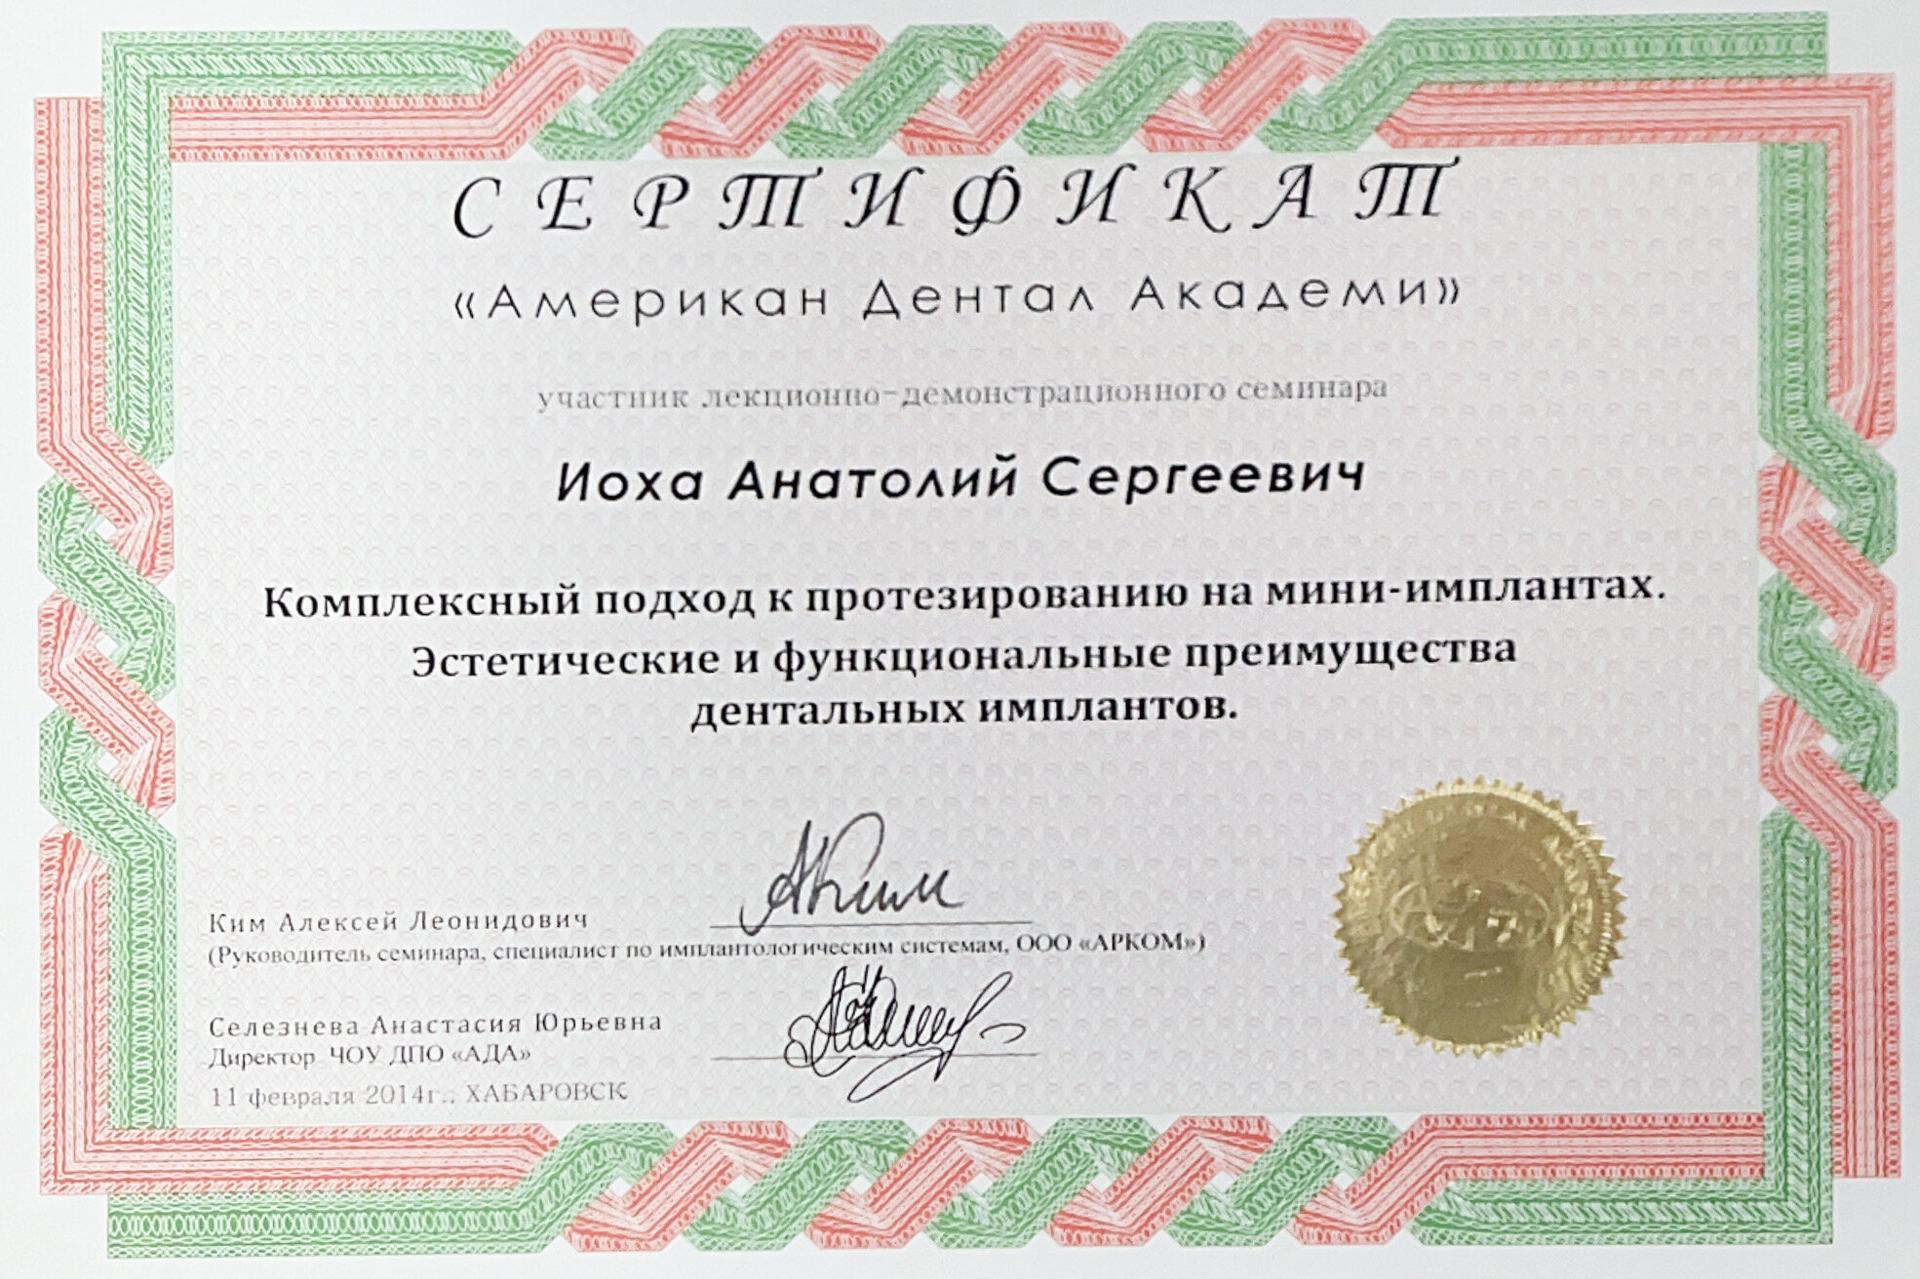 СЕРТИФИКАТ
«Американ Дентал Академи»
участник лекционно-демонстрационного семинара
Иоха Анатолий Сергеевич
Комплексный подход к протезированию на мини-имплантах.
Эстетические и функциональные преимущества
дентальных имплантов.
АКим
Ким Алексей Леонидович
(Руководитель семинара, специалист по имплантологическим системам, ООО «АРКОМ»)
Селезнева Анастасия Юрьевна
Директор ЧОУ ДПО «АДА»
11 февраля 2014г., ХАБАРОВСК